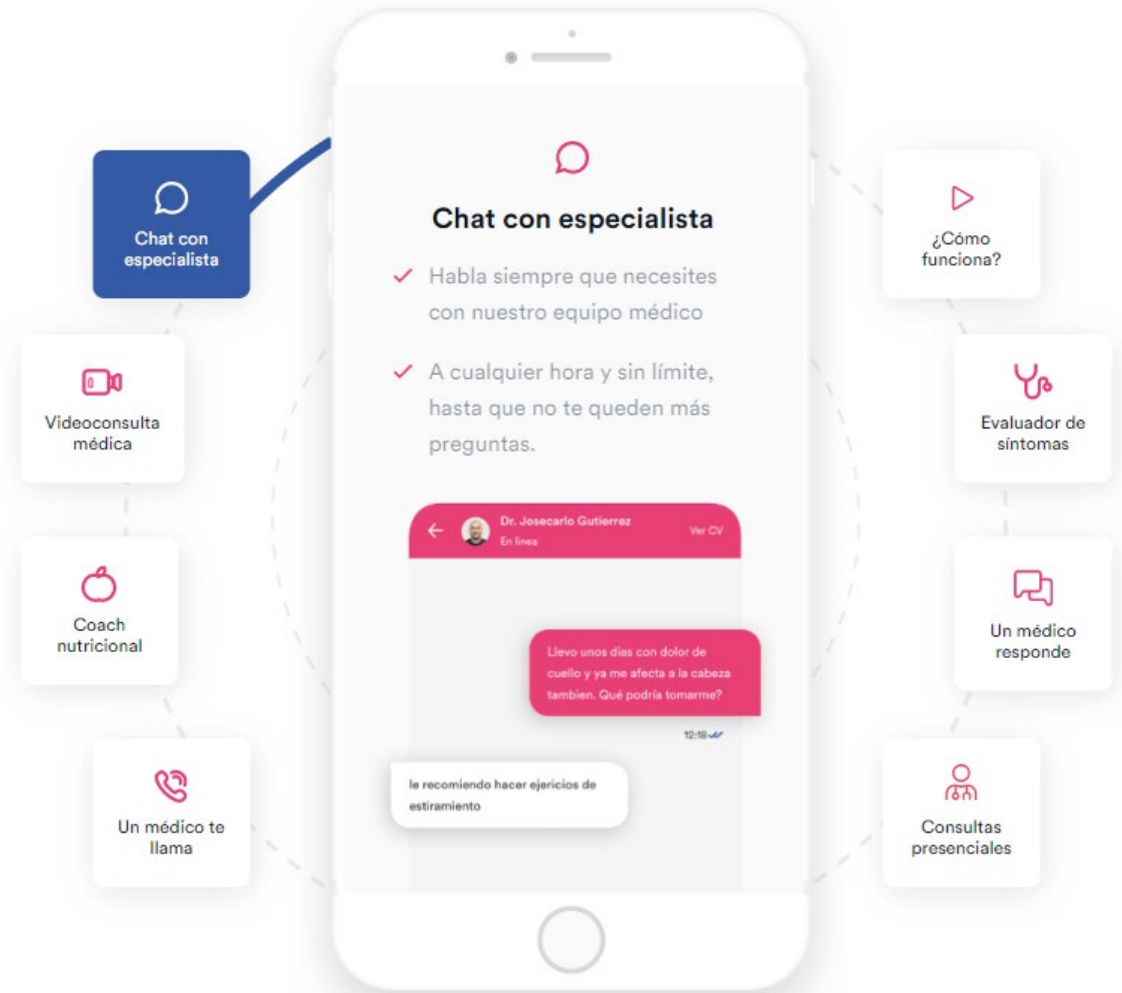 Chat con
especialista
Videoconsulta
médica
Coach
nutricional
Un médico te
llama
Chat con especialista
Habla siempre que necesites
con nuestro equipo médico
A cualquier hora y sin límite,
hasta que no te queden más
preguntas.
Dr. Josecarlo Gutierrez
En linea
Ver CV
Llevo unos dias con dolor de
cuello y ya me afecta a la cabeza
tambien. Qué podría tomarme?
12:18
le recomiendo hacer ejericios de
estiramiento
¿Cómo
funciona?
Evaluador de
síntomas
Un médico
responde
Consultas
presenciales